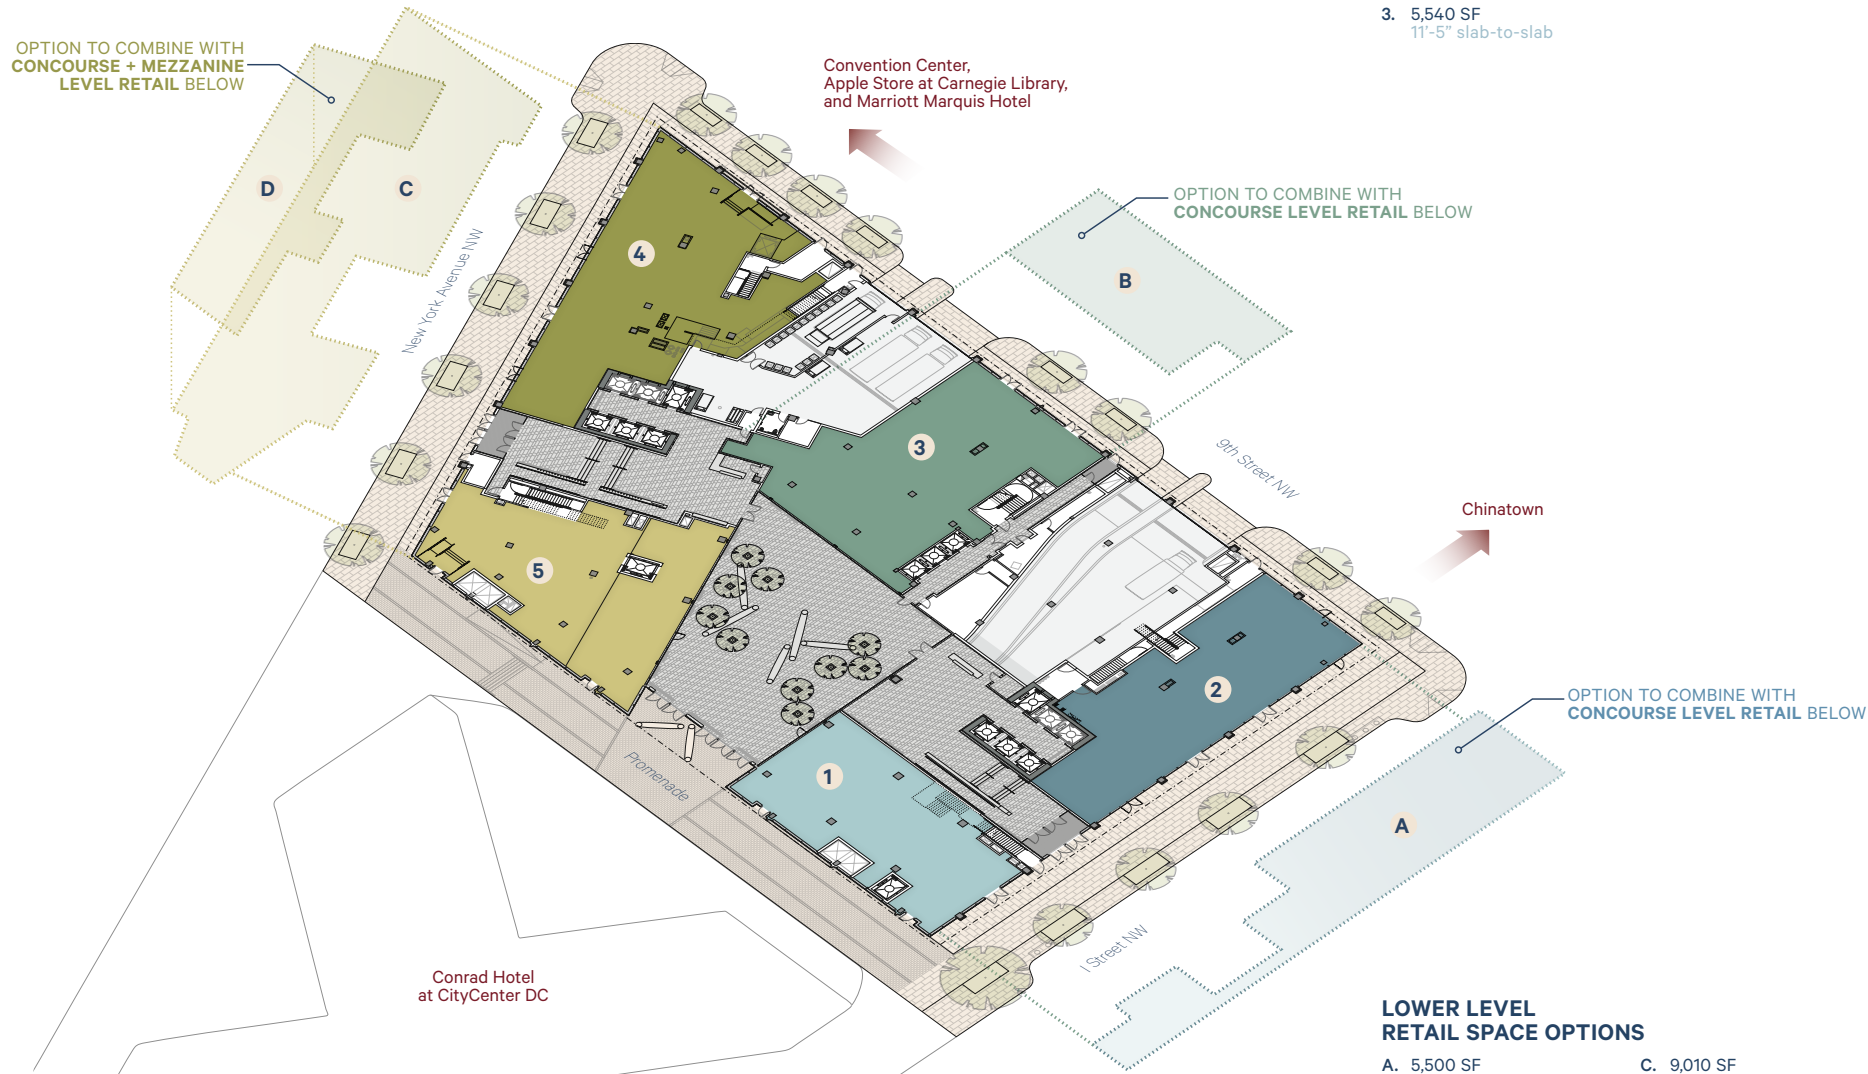 3. 5,540 SF
11'-5" slab-to-slab
OPTION TO COMBINE WITH
CONCOURSE + MEZZANINE
LEVEL RETAIL BELOW
Convention Center,
Apple Store at Carnegie Library,
and Marriott Marquis Hotel
D
C
OPTION TO COMBINE WITH
CONCOURSE LEVEL RETAIL BELOW
4
B
New York Avenue NW
3
9th Street NW
Chinatown
5
2
OPTION TO COMBINE WITH
CONCOURSE LEVEL RETAIL BELOW
Promenade
1
A
I Street NW
Conrad Hotel
at CityCenter DC
LOWER LEVEL
RETAIL SPACE OPTIONS
A. 5,500 SF
C. 9,010 SF